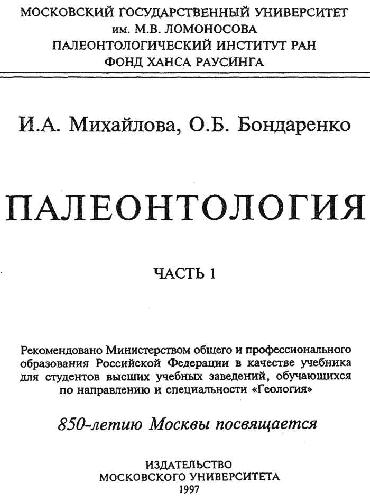 МОСКОВСКИЙ ГОСУДАРСТВЕННЫЙ УНИВЕРСИТЕТ
им. М.В. ЛОМОНОСОВА
ПАЛЕОНТОЛОГИЧЕСКИЙ ИНСТИТУТ РАН
ФОНД ХАНСА РАУСИНГА
И.А. Михайлова, О.Б. Бондаренко
ПАЛЕОНТОЛОГИЯ
ЧАСТЬ 1
Рекомендовано Министерством общего и профессионального
образования Российской Федерации в качестве учебника
для студентов высших учебных заведений, обучающихся
по направлению и специальности «Геология»
850-летию Москвы посвящается
ИЗДАТЕЛЬСТВО
МОСКОВСКОГО УНИВЕРСИТЕТА
1997